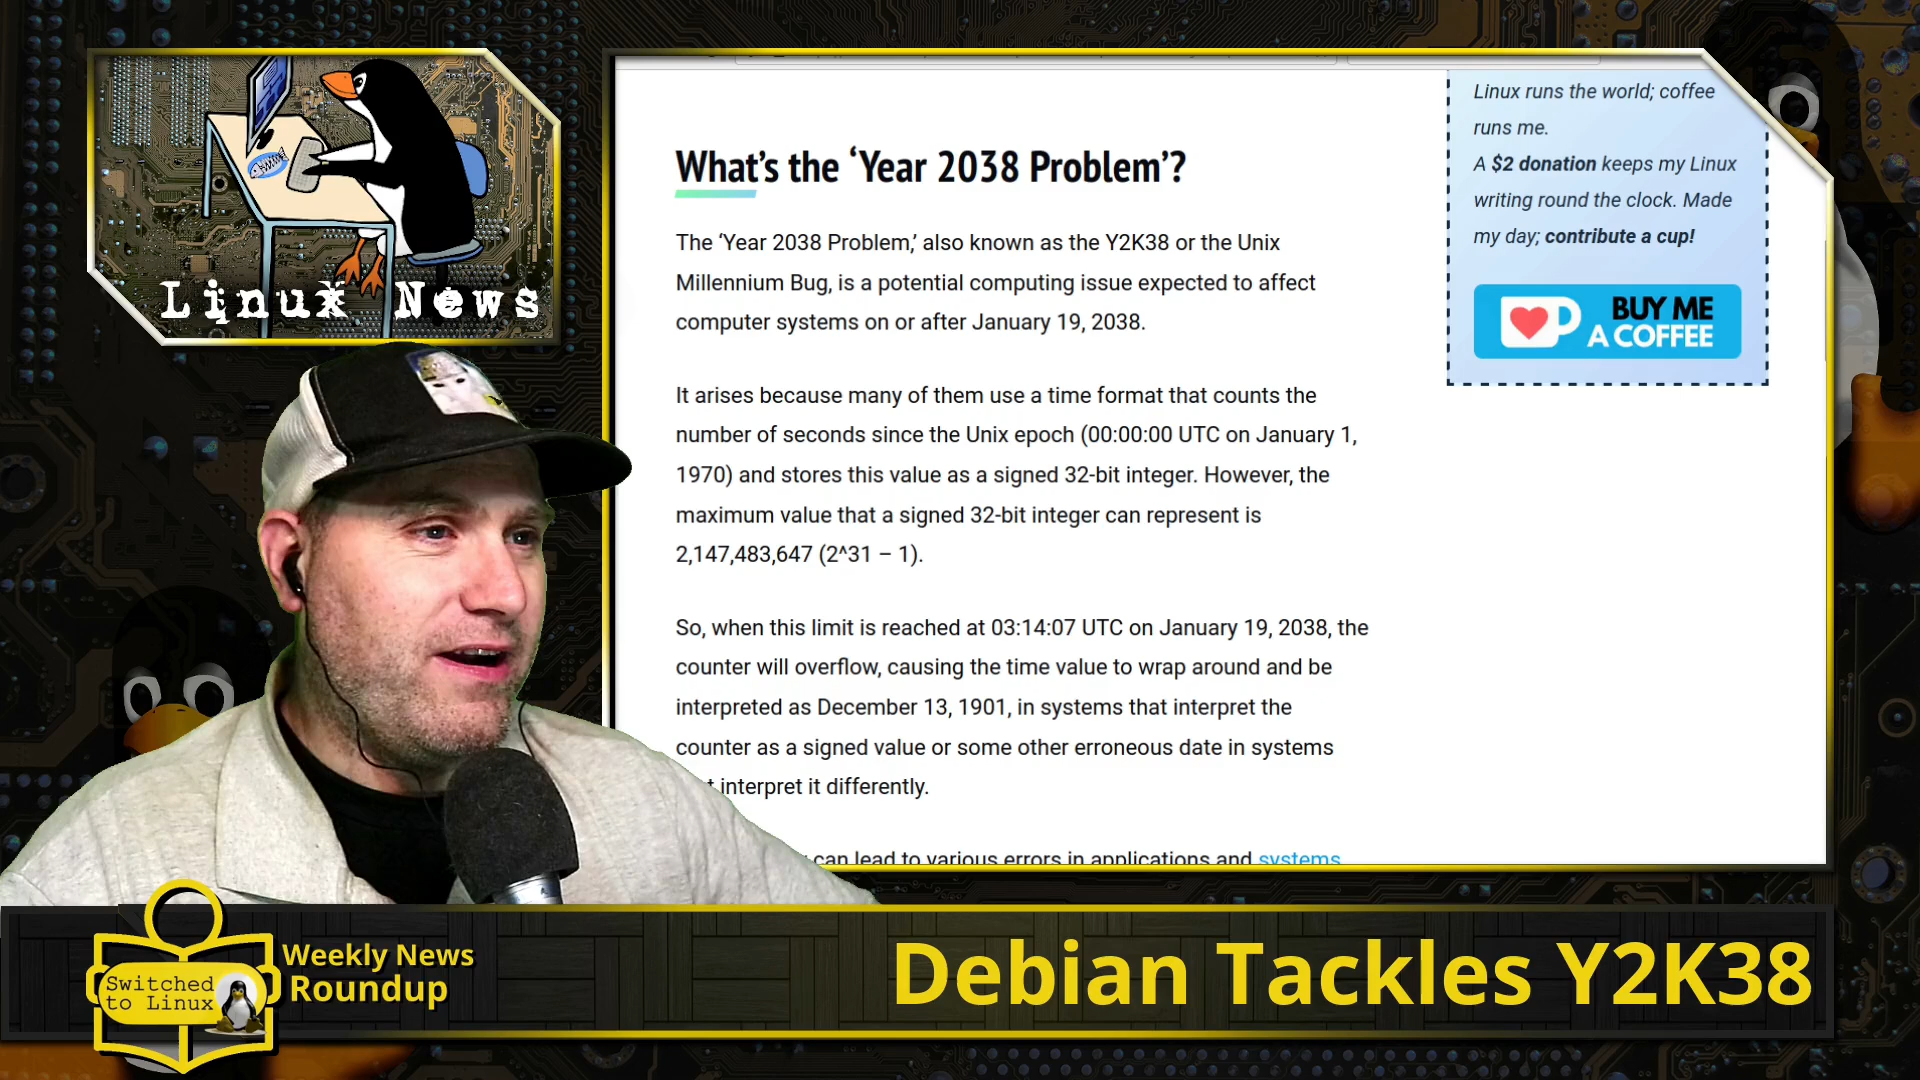 Linux News
What's the ‘Year 2038 Problem’?
The ‘Year 2038 Problem,’ also known as the Y2K38 or the Unix
Millennium Bug, is a potential computing issue expected to affect
computer systems on or after January 19, 2038.
It arises because many of them use a time format that counts the
number of seconds since the Unix epoch (00:00:00 UTC on January 1,
1970) and stores this value as a signed 32-bit integer. However, the
maximum value that a signed 32-bit integer can represent is
2,147,483,647 (2^31 – 1).
So, when this limit is reached at 03:14:07 UTC on January 19, 2038, the
counter will overflow, causing the time value to wrap around and be
interpreted as December 13, 1901, in systems that interpret the
counter as a signed value or some other erroneous date in systems
interpret it differently.
can lead to various errors in applications and systems
Linux runs the world; coffee
runs me.
A $2 donation keeps my Linux
writing round the clock. Made
my day; contribute a cup!
BUY ME
A COFFEE
Switched
to Linux
Weekly News
Roundup
Debian Tackles Y2K38